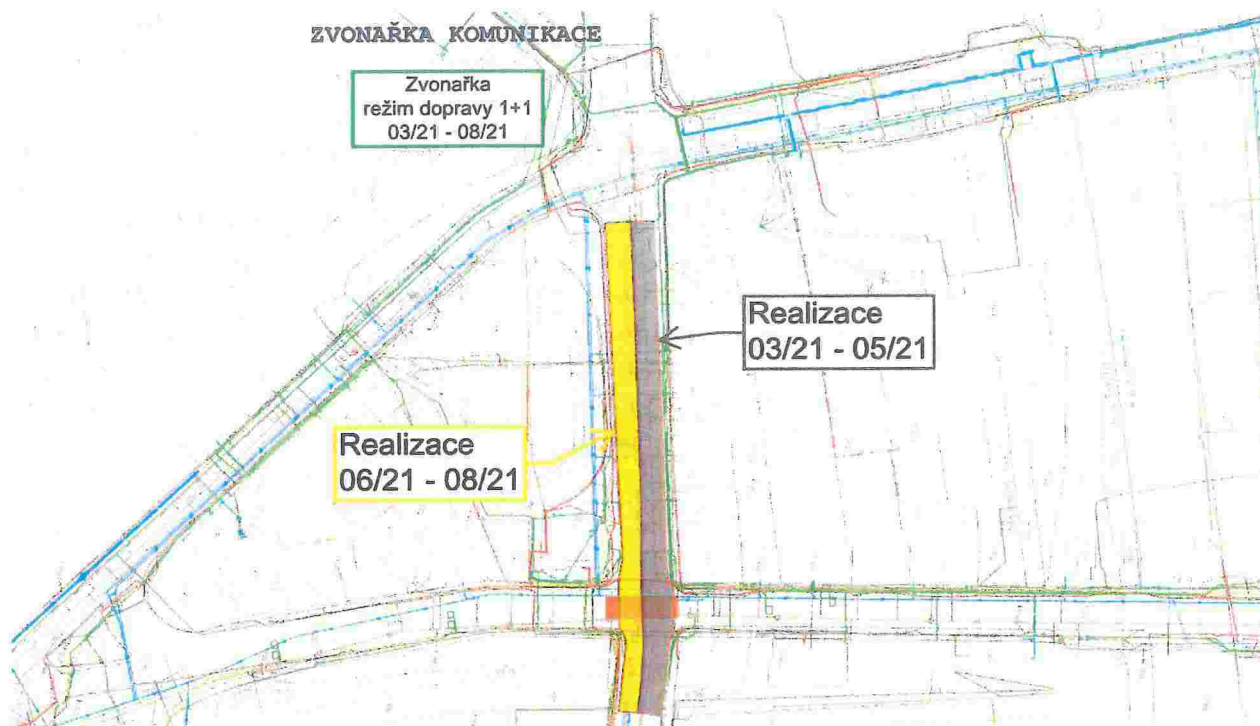 ZVONAŘKA KOMUNIKACE
Zvonařka
režim dopravy 1+1
03/21 - 08/21
Realizace
03/21 - 05/21
Realizace
06/21 - 08/21